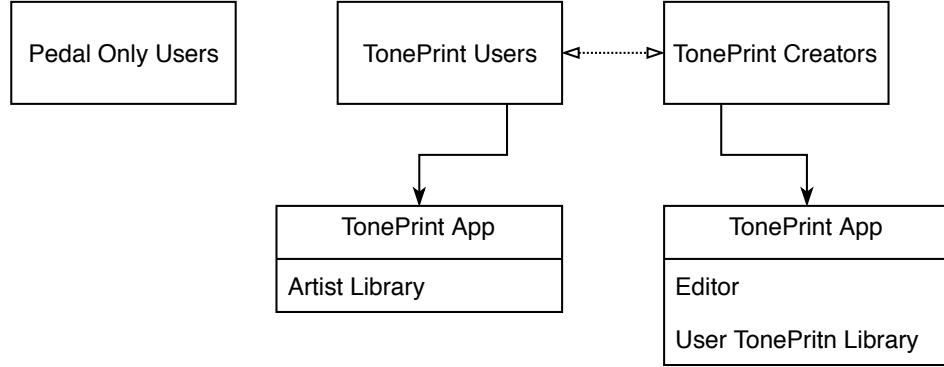 Pedal Only Users
TonePrint Users
TonePrint Creators
TonePrint App
Artist Library
TonePrint App
Editor
User TonePritn Library